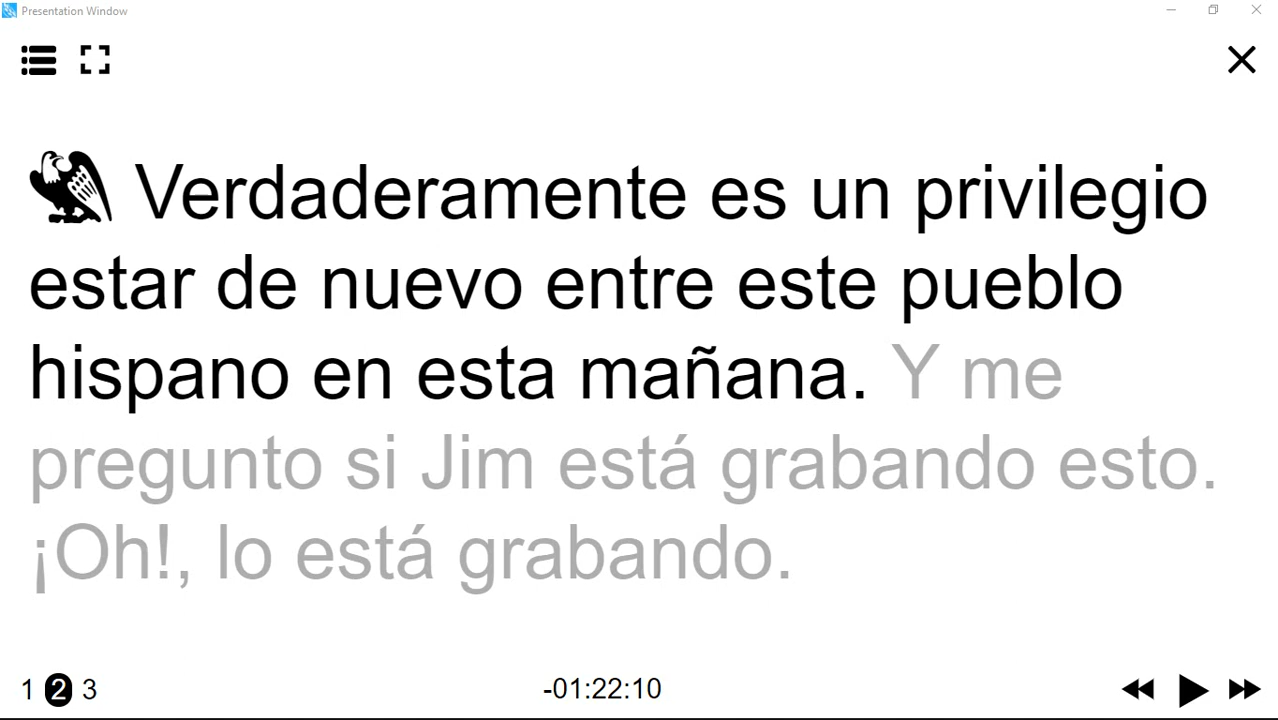 Presentation Window
Verdaderamente es un privilegio
estar de nuevo entre este pueblo
hispano en esta mañana. Y me
pregunto si Jim está grabando esto.
¡Oh!, lo está grabando.
1 2 3
-01:22:10